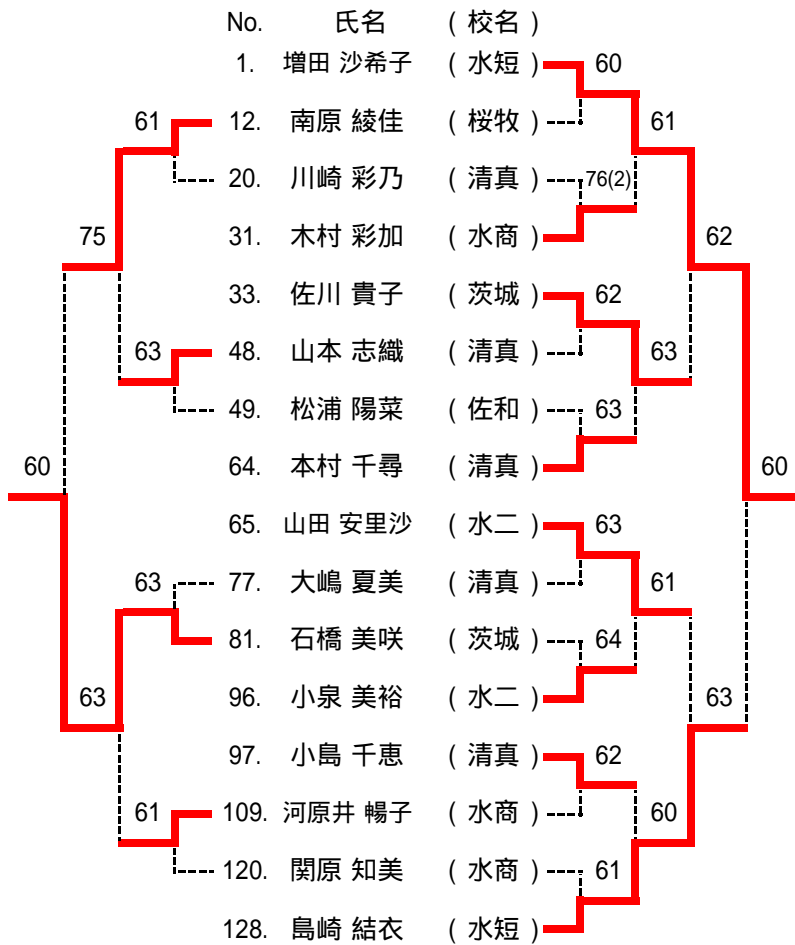 No. 氏名 (校名)
1. 増田 沙希子 (水短) 60
61 12. 南原 綾佳 (桜牧) 61
20. 川崎 彩乃 (清真) 76(2)
75 31. 木村 彩加 (水商) 62
33. 佐川 貴子 (茨城) 62
63 48. 山本 志織 (清真) 63
49. 松浦 陽菜 (佐和) 63
60 64. 本村 千尋 (清真) 60
65. 山田 安里沙 (水二) 63
63 77. 大嶋 夏美 (清真) 61
81. 石橋 美咲 (茨城) 64
63 96. 小泉 美裕 (水二) 63
97. 小島 千恵 (清真) 62
61 109. 河原井 暢子 (水商) 60
120. 関原 知美 (水商) 61
128. 島崎 結衣 (水短)